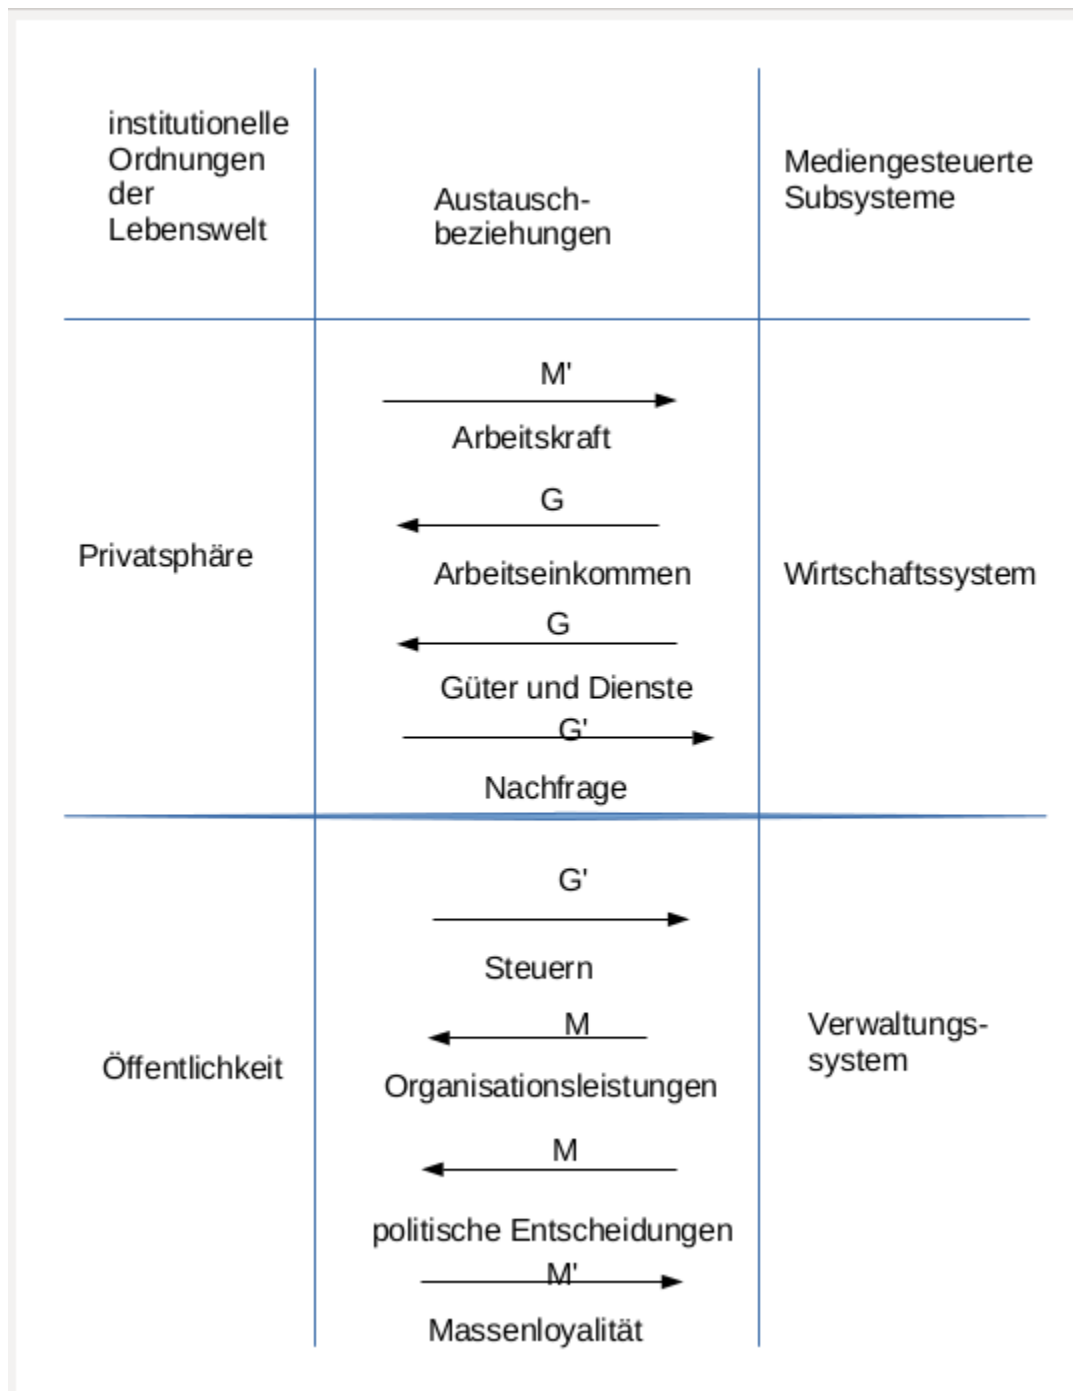 institutionelle
Ordnungen
der
Lebenswelt
Austausch-
beziehungen
Mediengesteuerte
Subsysteme
Privatsphäre
M'
Arbeitskraft
G
Arbeitseinkommen
G
Güter und Dienste
G'
Nachfrage
Wirtschaftssystem
Öffentlichkeit
G'
Steuern
M
Organisationsleistungen
M
politische Entscheidungen
M'
Massenloyalität
Verwaltungs-
system